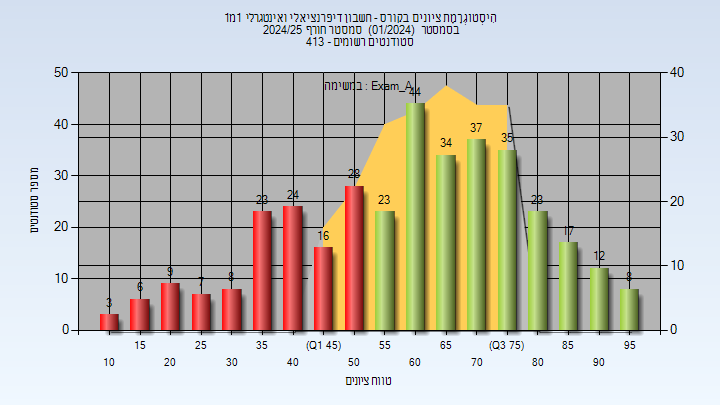 הִיסְטוֹגְרָמַת ציונים בקורס - חשבון דיפרנציאלי ואינטגרלי 1מ1
בסמסטר (01/2024) סמסטר חורף 2024/25
סטודנטים רשומים - 413
במשימה : Exam_A
50 40 30 20 10 0
מספר סטודנטים
40 30 20 10 0
3 6 9 7 8 23 24 16 28 23 44 34 37 35 23 17 12 8
15 25 35 (Q1 45) 55 65 (Q3 75) 85 95
10 20 30 40 50 60 70 80 90
טווח ציונים